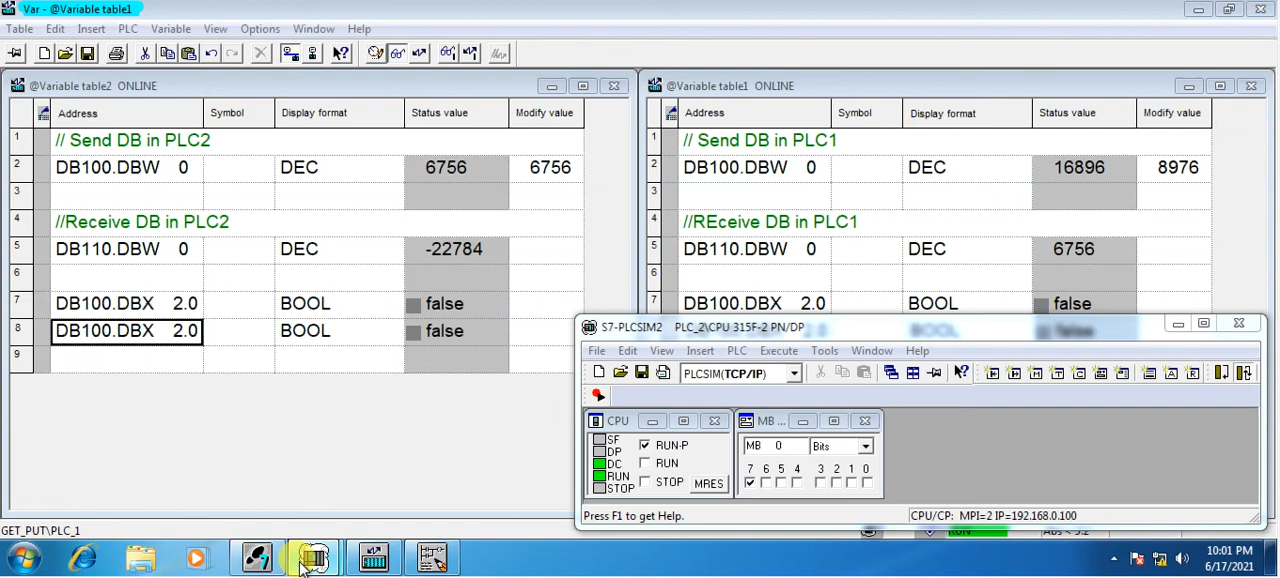 Var - @Variable table1
Table Edit Insert PLC Variable View Options Window Help
@Variable table2 ONLINE
Address Symbol Display format Status value Modify value
1 // Send DB in PLC2
2 DB100.DBW 0 DEC 6756 6756
3
4 //Receive DB in PLC2
5 DB110.DBW 0 DEC -22784
6
7 DB100.DBX 2.0 BOOL false
8 DB100.DBX 2.0 BOOL false
9
@Variable table1 ONLINE
Address Symbol Display format Status value Modify value
1 // Send DB in PLC1
2 DB100.DBW 0 DEC 16896 8976
3
4 //REceive DB in PLC1
5 DB110.DBW 0 DEC 6756
6
7 DB100.DBX 2.0 BOOL false
2.0 BOOL false
S7-PLCSIM2 PLC_2\CPU 315F-2 PN/DP
File Edit View Insert PLC Execute Tools Window Help
PLCSIM(TCP/IP)
CPU
SF
DP
DC
RUN
STOP
RUN-P
RUN
STOP MRES
MB ...
MB 0 Bits
7 6 5 4 3 2 1 0
Press F1 to get Help. CPU/CP: MPI=2 IP=192.168.0.100
GET_PUT\PLC_1
RUN Abs < 5.2
10:01 PM
6/17/2021